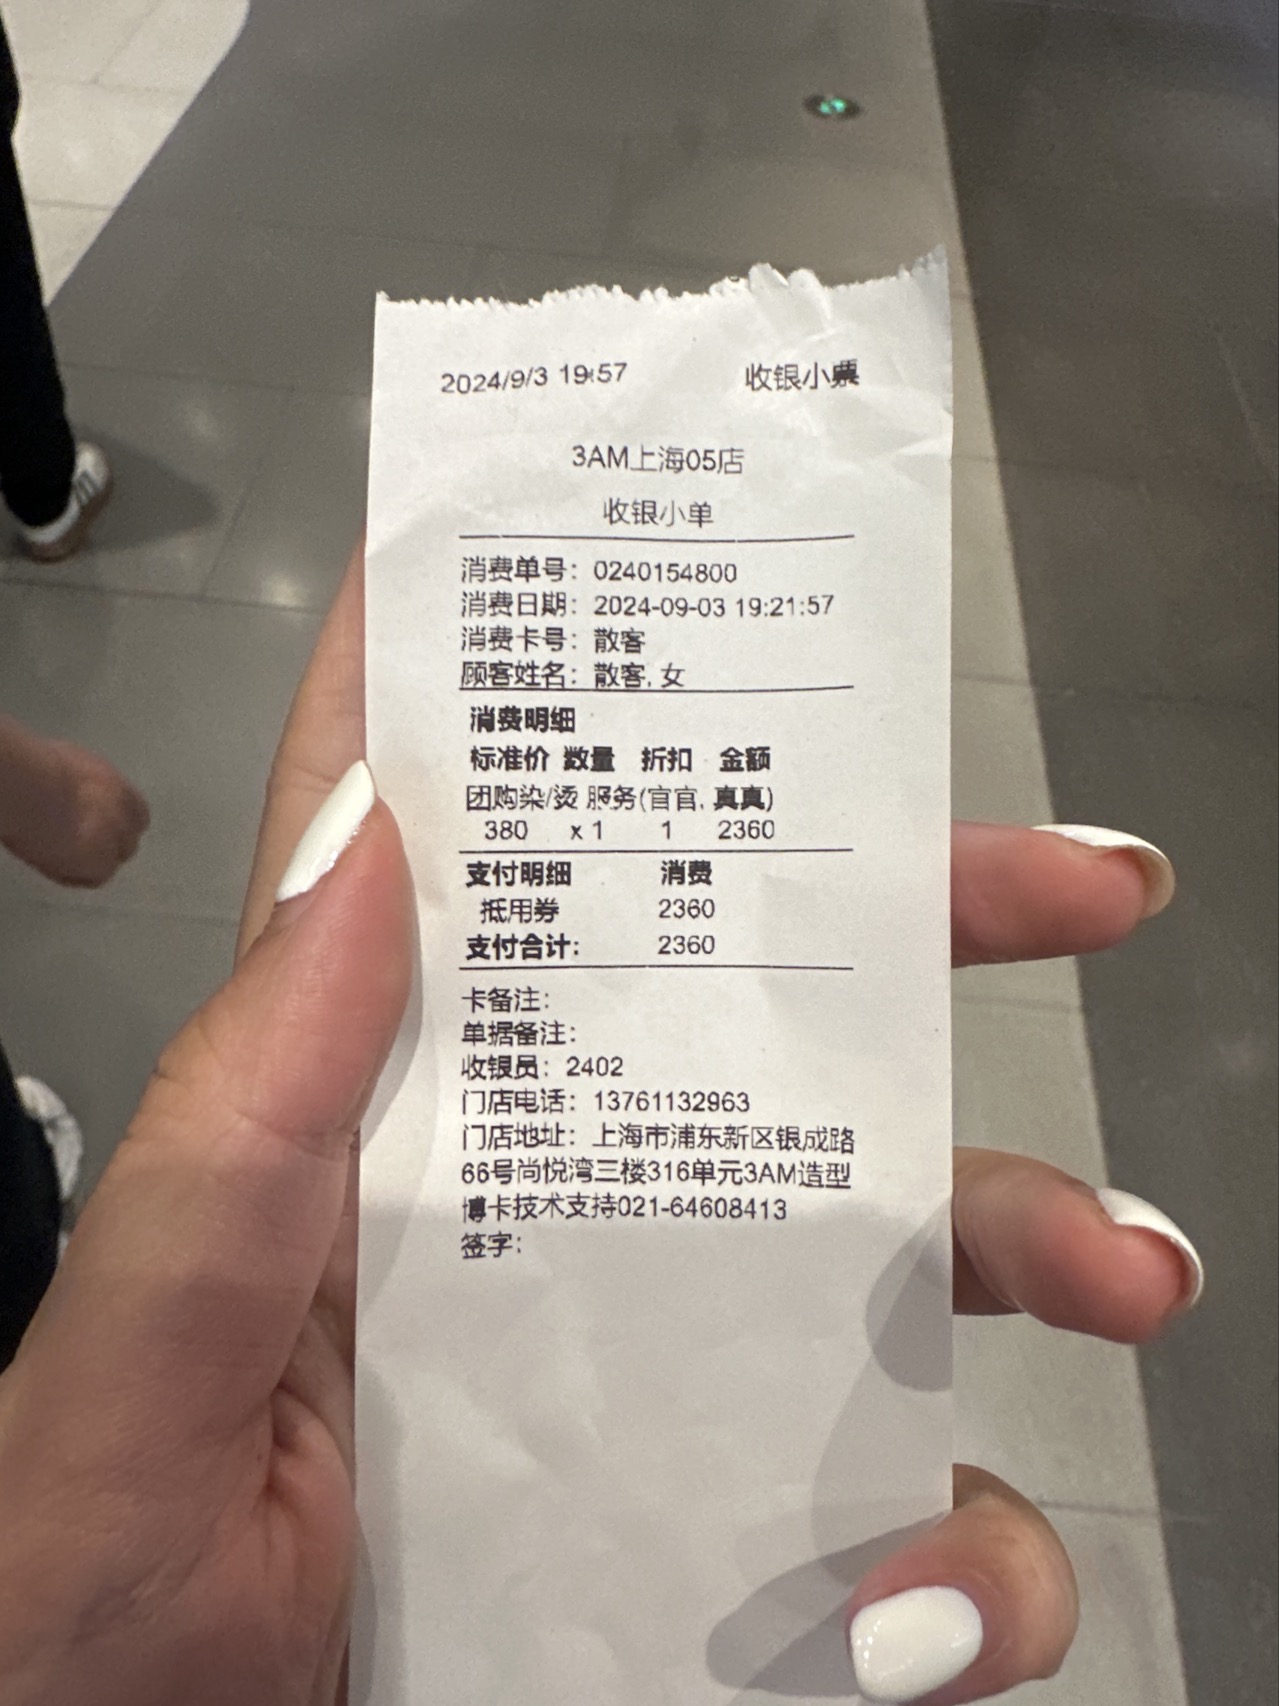 2024/9/3 19:57 收银小票
3AM上海05店
收银小单
消费单号：0240154800
消费日期：2024-09-03 19:21:57
消费卡号：散客
顾客姓名：散客, 女
消费明细
标准价 数量 折扣 金额
团购染/烫 服务(官官, 真真)
380 x 1 1 2360
支付明细 消费
抵用券 2360
支付合计: 2360
卡备注:
单据备注:
收银员：2402
门店电话：13761132963
门店地址：上海市浦东新区银成路
66号尚悦湾三楼316单元3AM造型
博卡技术支持021-64608413
签字: